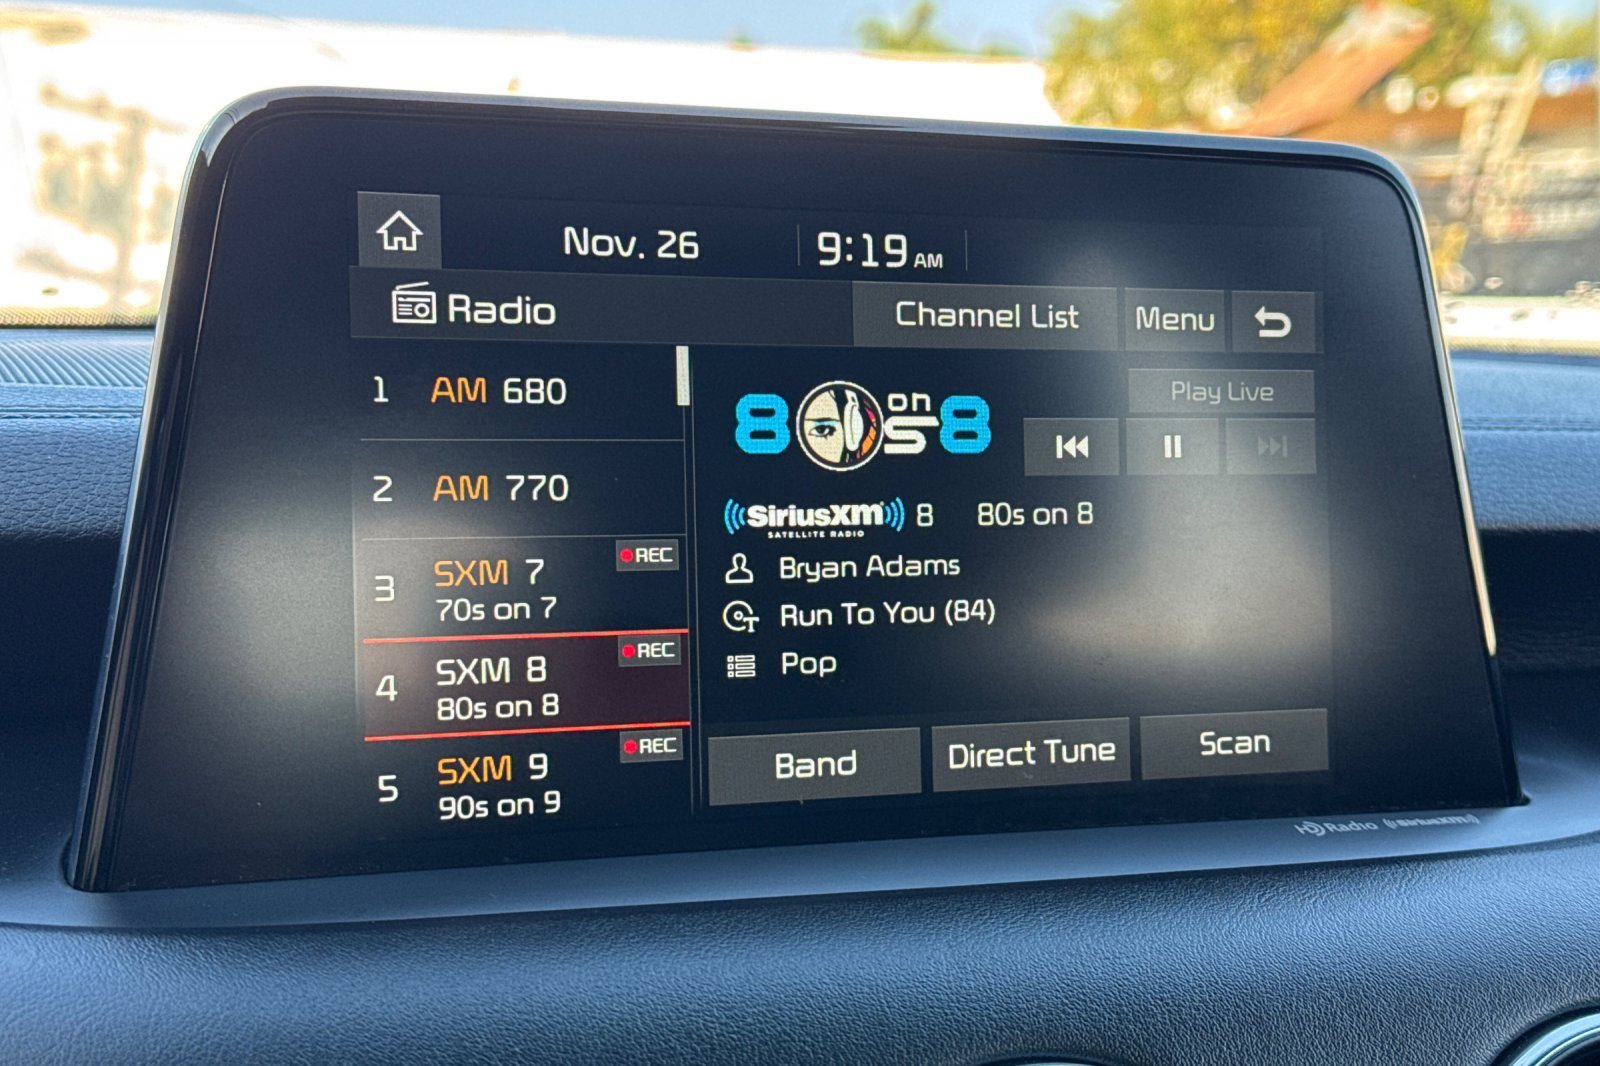 Nov. 26
9:19 AM
Radio
Channel List
Menu
1 AM 680
2 AM 770
3 SXM 7
REC
70s on 7
4 SXM 8
REC
80s on 8
5 SXM 9
REC
90s on 9
80s on 8
Play Live
SiriusXM 8 80s on 8
SATELLITE RADIO
Bryan Adams
Run To You (84)
Pop
Band
Direct Tune
Scan
HD Radio SiriusXM